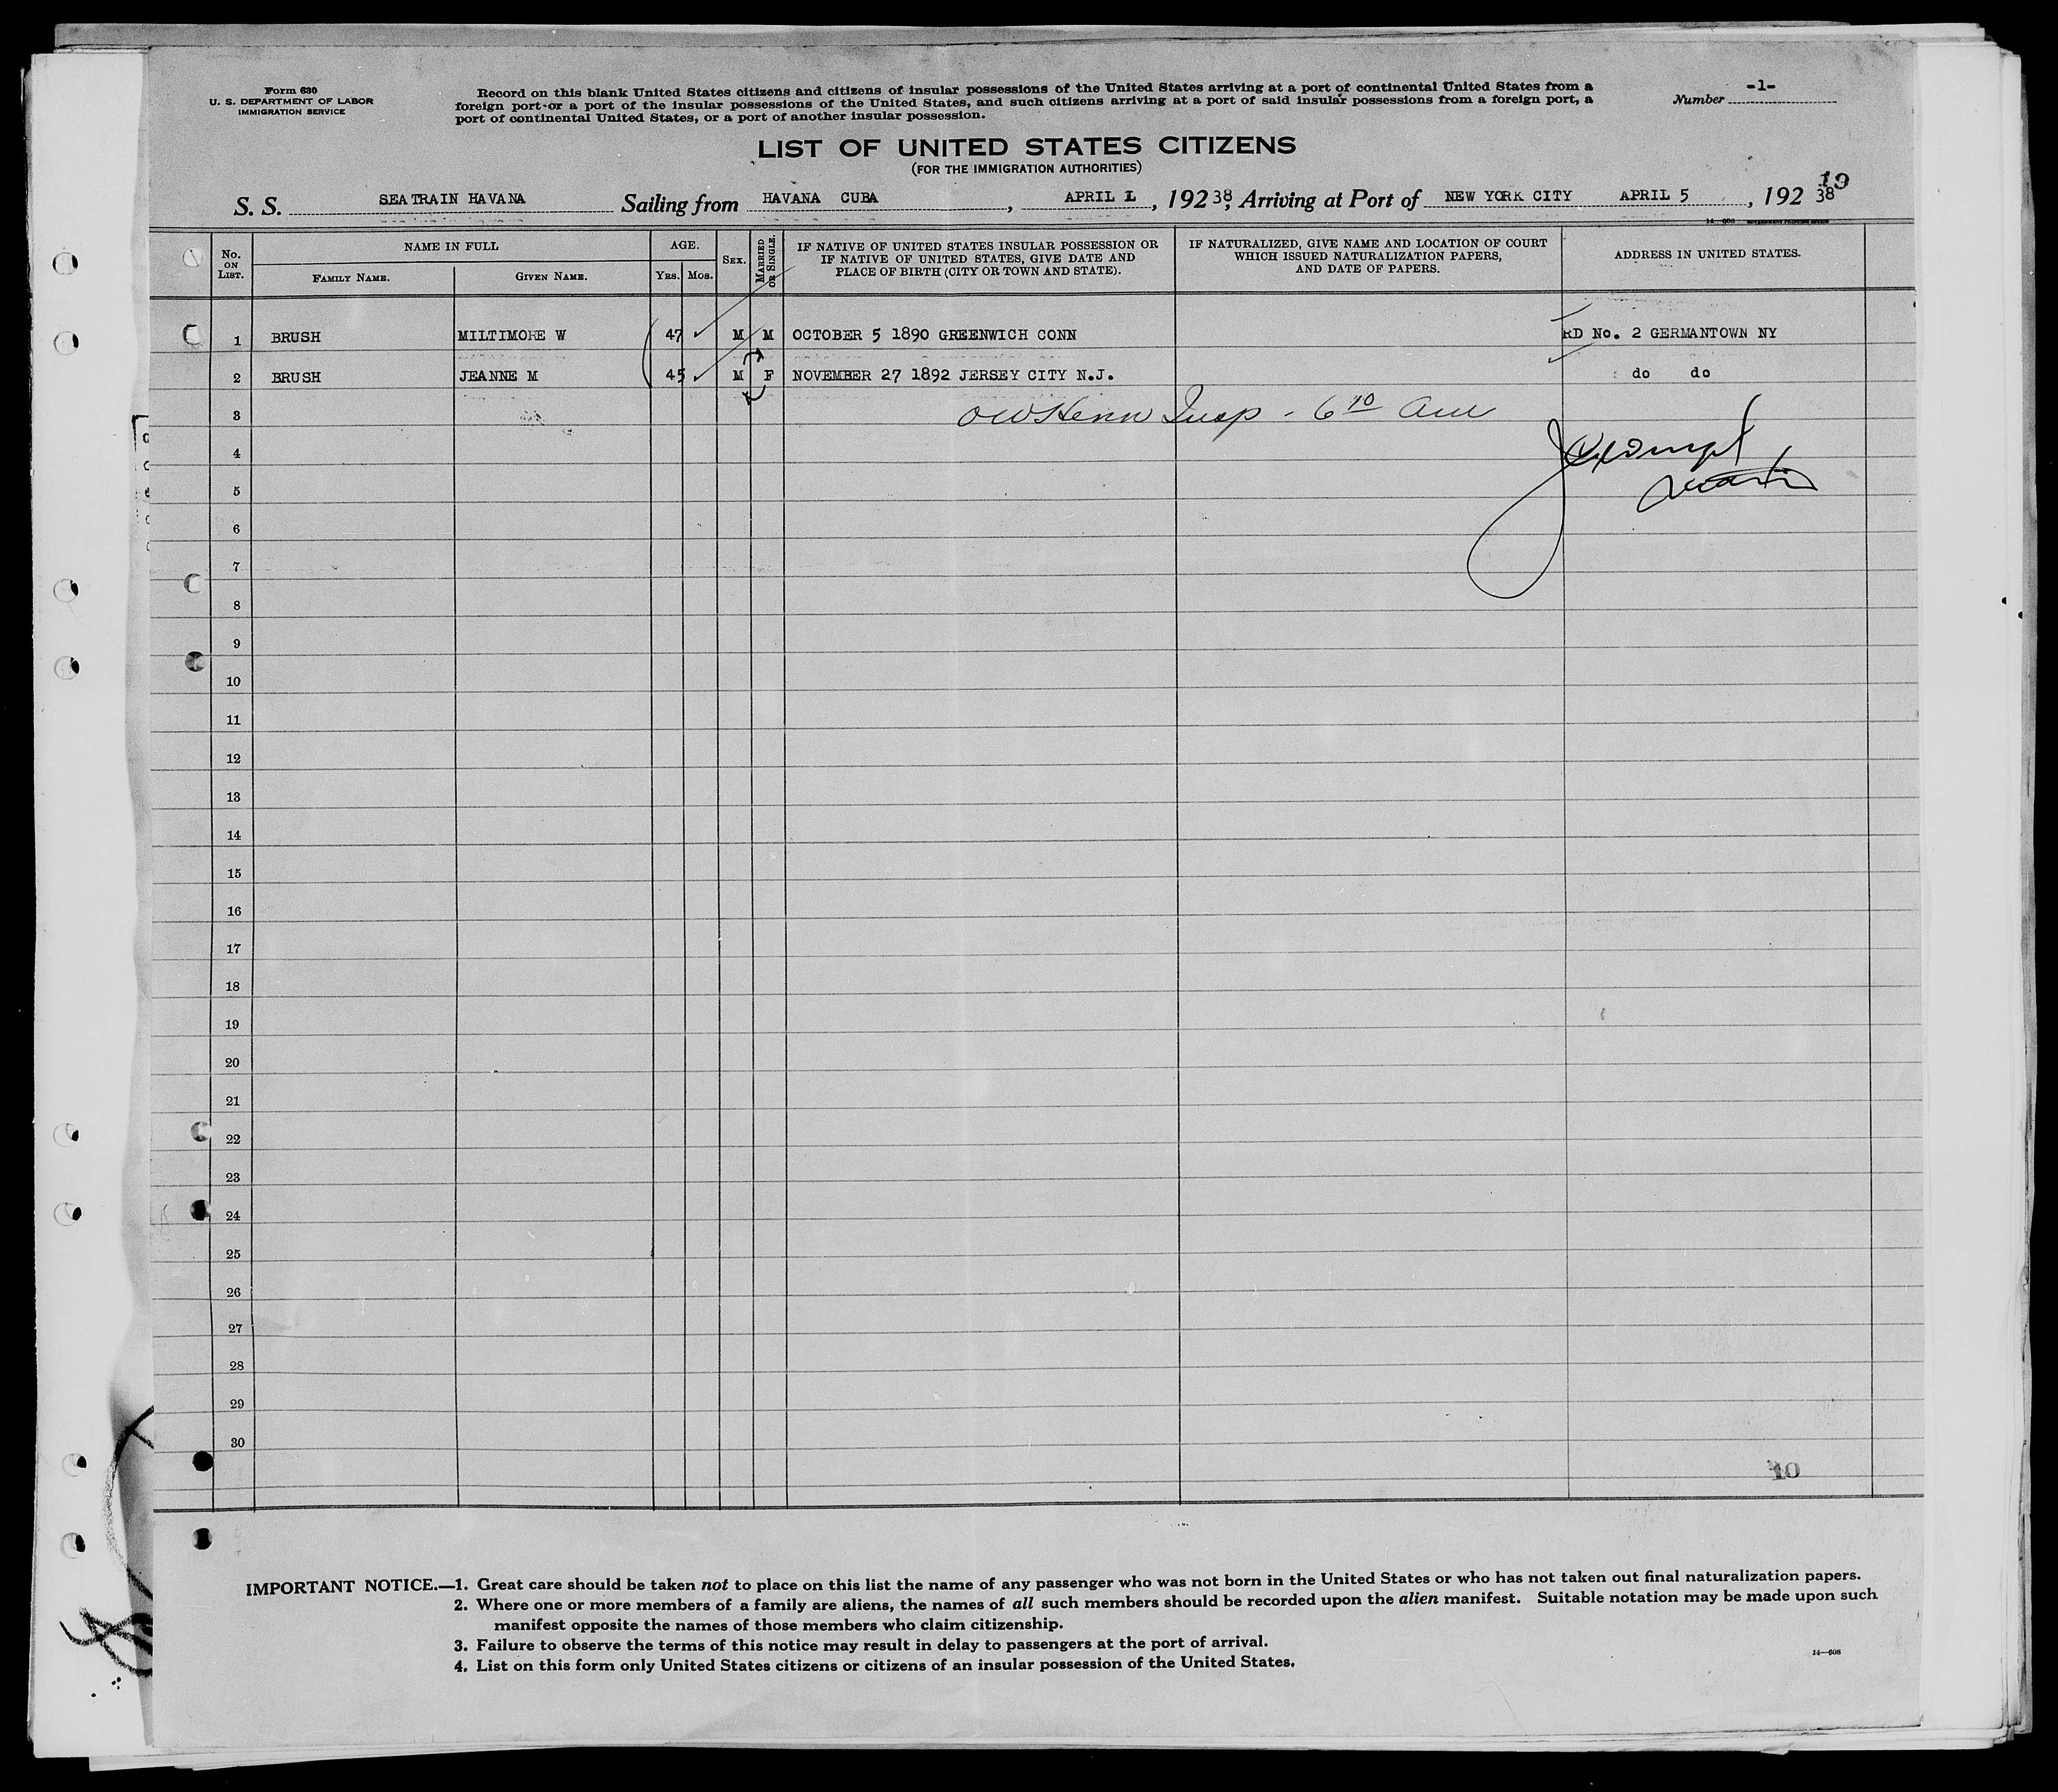 Form 630
U. S. DEPARTMENT OF LABOR
IMMIGRATION SERVICE
Record on this blank United States citizens and citizens of insular possessions of the United States arriving at a port of continental United States from a
foreign port or a port of the insular possessions of the United States, and such citizens arriving at a port of said insular possessions from a foreign port, a
port of continental United States, or a port of another insular possession.
Number -1-
LIST OF UNITED STATES CITIZENS
(FOR THE IMMIGRATION AUTHORITIES)
19
S. S. SEATRAIN HAVANA Sailing from HAVANA CUBA , APRIL 1 , 192 38, Arriving at Port of NEW YORK CITY APRIL 5 , 192 38
No. ON LIST. NAME IN FULL AGE. SEX. MARRIED OR SINGLE. IF NATIVE OF UNITED STATES INSULAR POSSESSION OR IF NATIVE OF UNITED STATES, GIVE DATE AND PLACE OF BIRTH (CITY OR TOWN AND STATE). IF NATURALIZED, GIVE NAME AND LOCATION OF COURT WHICH ISSUED NATURALIZATION PAPERS, AND DATE OF PAPERS. ADDRESS IN UNITED STATES.
FAMILY NAME. GIVEN NAME. YRS. MOS.
1 BRUSH MILTIMORE W 47 M M OCTOBER 5 1890 GREENWICH CONN RD No. 2 GERMANTOWN NY
2 BRUSH JEANNE M 45 M F NOVEMBER 27 1892 JERSEY CITY N.J. do do
3 Insp - 6 10 Am
4 Exempt
5
6
7
8
9
10
11
12
13
14
15
16
17
18
19
20
21
22
23
24
25
26
27
28
29
30
10
IMPORTANT NOTICE.—1. Great care should be taken not to place on this list the name of any passenger who was not born in the United States or who has not taken out final naturalization papers.
2. Where one or more members of a family are aliens, the names of all such members should be recorded upon the alien manifest. Suitable notation may be made upon such
manifest opposite the names of those members who claim citizenship.
3. Failure to observe the terms of this notice may result in delay to passengers at the port of arrival.
4. List on this form only United States citizens or citizens of an insular possession of the United States.
14—608